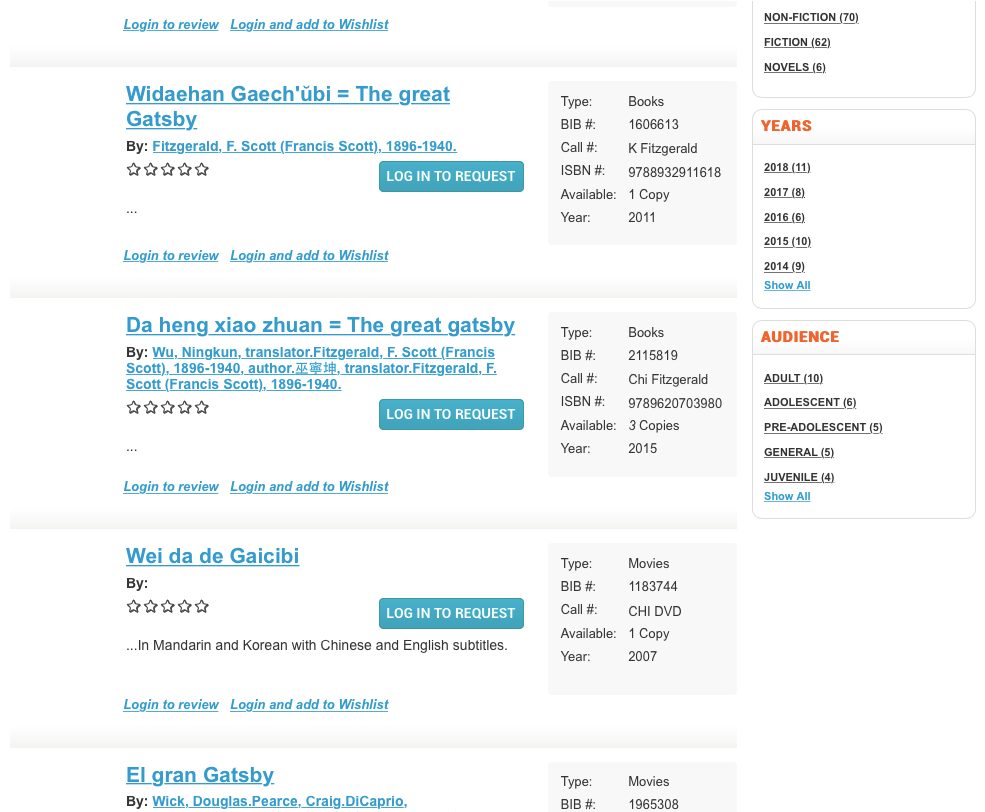 Login to review Login and add to Wishlist
Widaehan Gaech'ŭbi = The great
Gatsby
By: Fitzgerald, F. Scott (Francis Scott), 1896-1940.
LOG IN TO REQUEST
...
Login to review Login and add to Wishlist
Type: Books
BIB #: 1606613
Call #: K Fitzgerald
ISBN #: 9788932911618
Available: 1 Copy
Year: 2011
Da heng xiao zhuan = The great gatsby
By: Wu, Ningkun, translator.Fitzgerald, F. Scott (Francis
Scott), 1896-1940, author.巫寧坤, translator.Fitzgerald, F.
Scott (Francis Scott), 1896-1940.
LOG IN TO REQUEST
...
Login to review Login and add to Wishlist
Type: Books
BIB #: 2115819
Call #: Chi Fitzgerald
ISBN #: 9789620703980
Available: 3 Copies
Year: 2015
Wei da de Gaicibi
By:
LOG IN TO REQUEST
...In Mandarin and Korean with Chinese and English subtitles.
Login to review Login and add to Wishlist
Type: Movies
BIB #: 1183744
Call #: CHI DVD
Available: 1 Copy
Year: 2007
El gran Gatsby
By: Wick, Douglas.Pearce, Craig.DiCaprio,
Type: Movies
BIB #: 1965308
NON-FICTION (70)
FICTION (62)
NOVELS (6)
YEARS
2018 (11)
2017 (8)
2016 (6)
2015 (10)
2014 (9)
Show All
AUDIENCE
ADULT (10)
ADOLESCENT (6)
PRE-ADOLESCENT (5)
GENERAL (5)
JUVENILE (4)
Show All